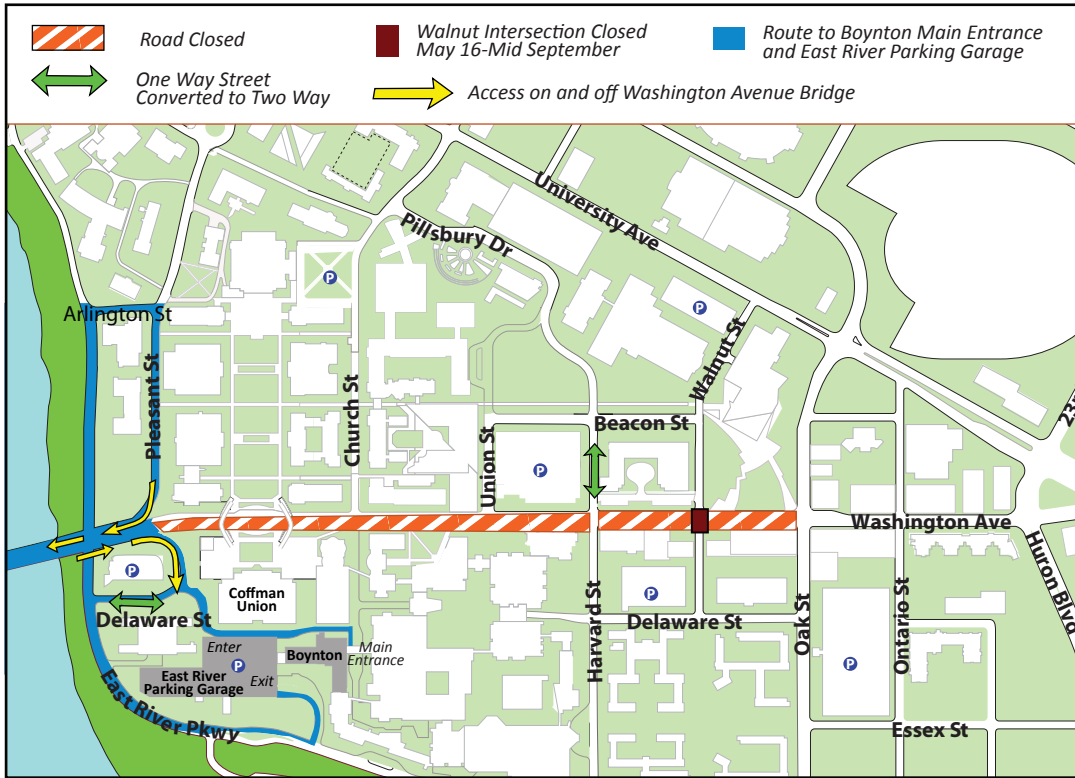 Road Closed
Walnut Intersection Closed
May 16-Mid September
Route to Boynton Main Entrance
and East River Parking Garage
One Way Street
Converted to Two Way
Access on and off Washington Avenue Bridge
University Ave
Pillsbury Dr
P
Arlington St
P
Walnut St
Pleasant St
Church St
Union St
Beacon St
P
Washington Ave
Huron Blvd
P
Coffman
Union
P
Delaware St
Delaware St
Harvard St
Oak St
Ontario St
Enter
P
Boynton
Main
Entrance
East River
Parking Garage
Exit
P
East River Pkwy
Essex St